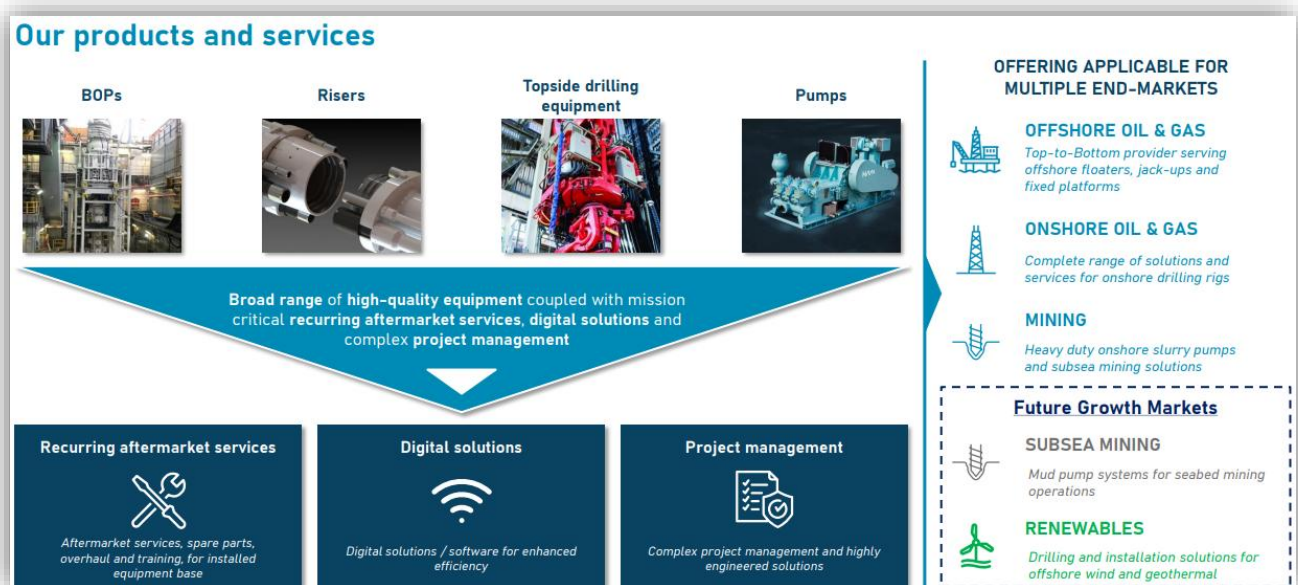 Our products and services
BOPs
Risers
Topside drilling
equipment
Pumps
Broad range of high-quality equipment coupled with mission
critical recurring aftermarket services, digital solutions and
complex project management
Recurring aftermarket services
Aftermarket services, spare parts,
overhaul and training, for installed
equipment base
Digital solutions
Digital solutions / software for enhanced
efficiency
Project management
Complex project management and highly
engineered solutions
OFFERING APPLICABLE FOR
MULTIPLE END-MARKETS
OFFSHORE OIL & GAS
Top-to-Bottom provider serving
offshore floaters, jack-ups and
fixed platforms
ONSHORE OIL & GAS
Complete range of solutions and
services for onshore drilling rigs
MINING
Heavy duty onshore slurry pumps
and subsea mining solutions
Future Growth Markets
SUBSEA MINING
Mud pump systems for seabed mining
operations
RENEWABLES
Drilling and installation solutions for
offshore wind and geothermal